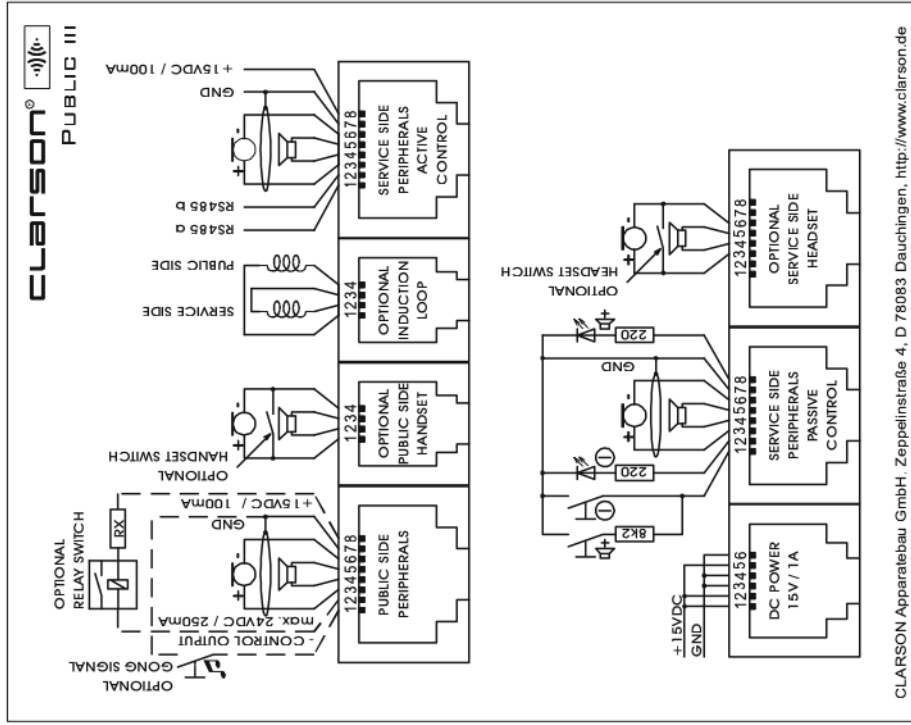 CLarson®
PUBLIC III
OPTIONAL
RELAY SWITCH
RX
OPTIONAL
GONG SIGNAL
- CONTROL OUTPUT
max. 24VDC / 250mA
+ -
GND
+15VDC / 100mA
12345678
PUBLIC SIDE
PERIPHERALS
OPTIONAL
HANDSET SWITCH
+ -
1234
OPTIONAL
PUBLIC SIDE
HANDSET
SERVICE SIDE
PUBLIC SIDE
1234
OPTIONAL
INDUCTION
LOOP
RS485 a
RS485 b
+ -
GND
+15VDC / 100mA
12345678
SERVICE SIDE
PERIPHERALS
ACTIVE
CONTROL
+15VDC
GND
123456
DC POWER
15V / 1A
8k2
220
+ -
GND
220
+
12345678
SERVICE SIDE
PERIPHERALS
PASSIVE
CONTROL
OPTIONAL
HEADSET SWITCH
+ -
12345678
OPTIONAL
SERVICE SIDE
HEADSET
CLARSON Apparatebau GmbH, Zeppelinstraße 4, D 78083 Dauchingen, http://www.clarson.de